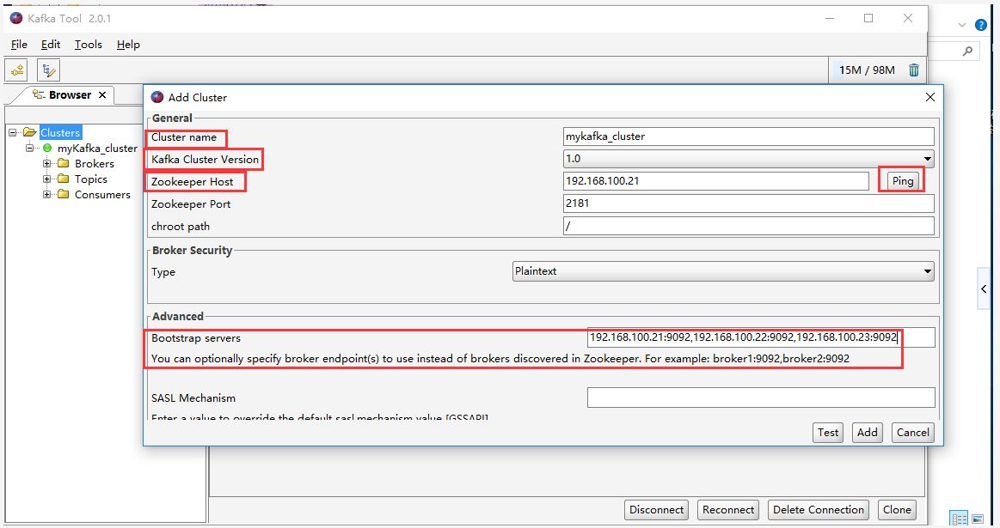 Kafka Tool 2.0.1
File Edit Tools Help
15M / 98M
Browser
Clusters
myKafka_cluster
Brokers
Topics
Consumers
Add Cluster
General
Cluster name mykafka_cluster
Kafka Cluster Version 1.0
Zookeeper Host 192.168.100.21 Ping
Zookeeper Port 2181
chroot path /
Broker Security
Type Plaintext
Advanced
Bootstrap servers 192.168.100.21:9092,192.168.100.22:9092,192.168.100.23:9092
You can optionally specify broker endpoint(s) to use instead of brokers discovered in Zookeeper. For example: broker1:9092,broker2:9092
SASL Mechanism
Enter a value to override the default sasl mechanism value [GSSAPI]
Test Add Cancel
Disconnect Reconnect Delete Connection Clone